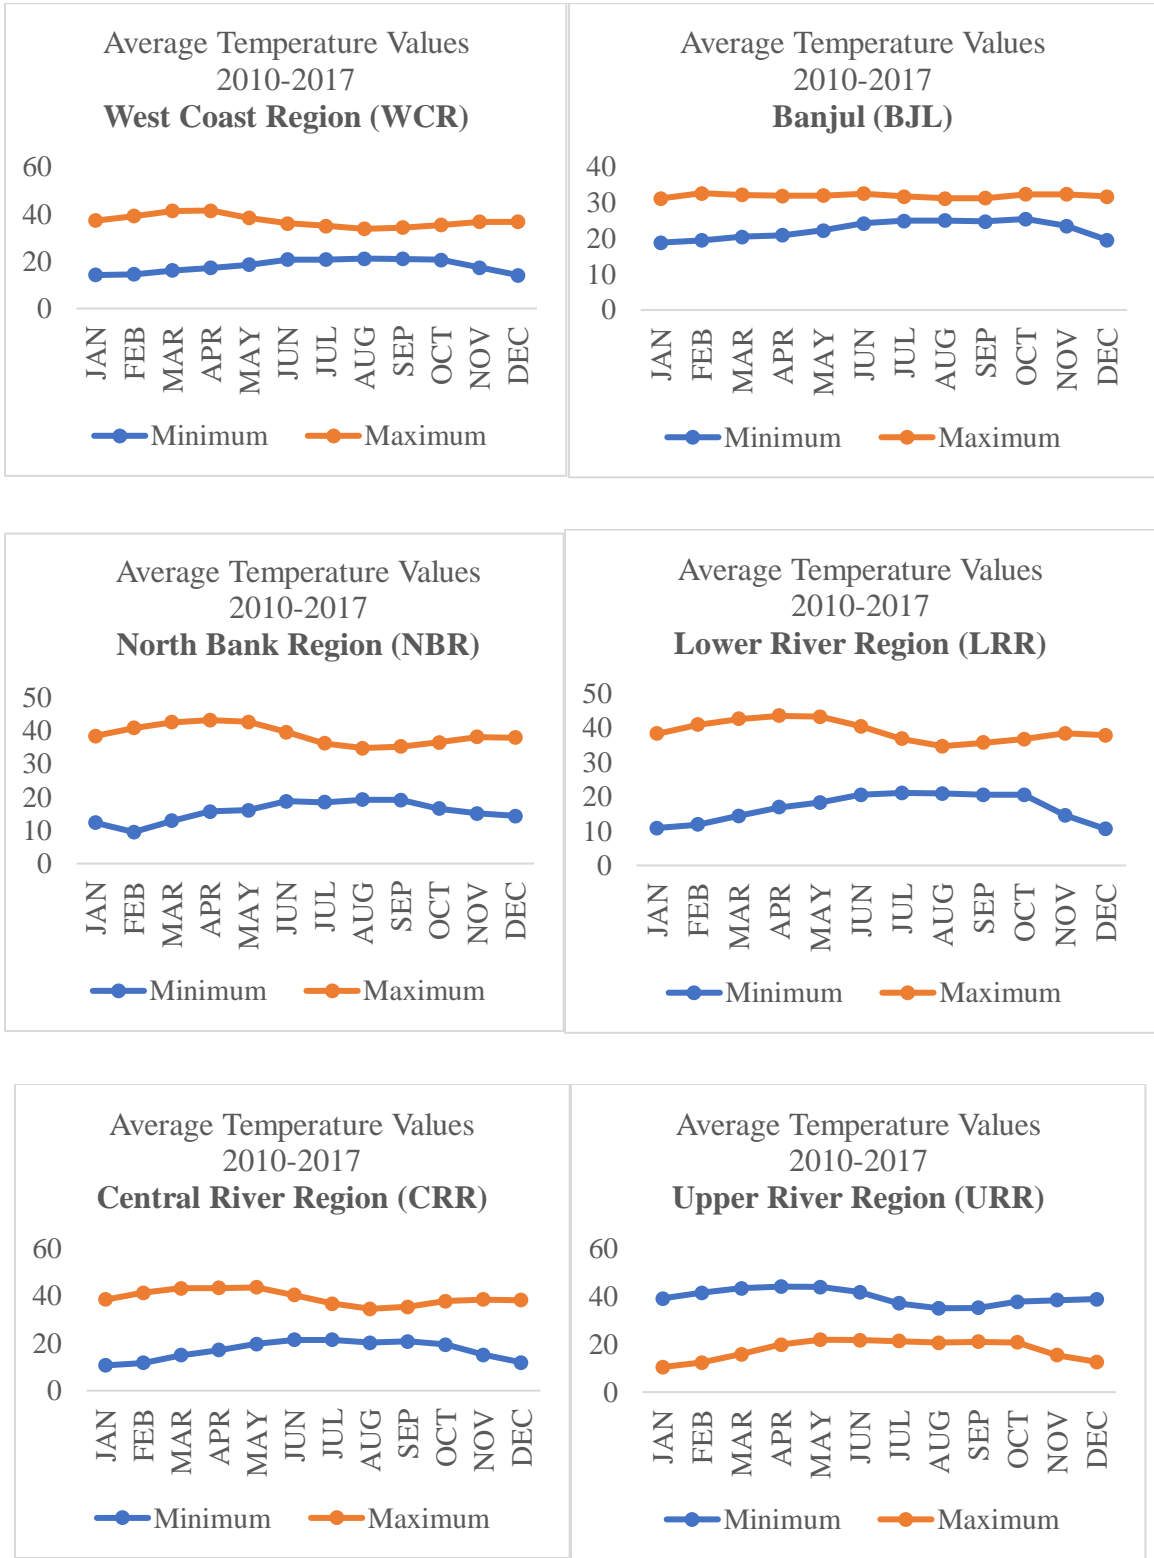 Average Temperature Values
2010-2017
West Coast Region (WCR)
60
40
20
0
JAN
FEB
MAR
APR
MAY
JUN
JUL
AUG
SEP
OCT
NOV
DEC
Minimum Maximum
Average Temperature Values
2010-2017
Banjul (BJL)
40
30
20
10
0
JAN
FEB
MAR
APR
MAY
JUN
JUL
AUG
SEP
OCT
NOV
DEC
Minimum Maximum
Average Temperature Values
2010-2017
North Bank Region (NBR)
50
40
30
20
10
0
JAN
FEB
MAR
APR
MAY
JUN
JUL
AUG
SEP
OCT
NOV
DEC
Minimum Maximum
Average Temperature Values
2010-2017
Lower River Region (LRR)
50
40
30
20
10
0
JAN
FEB
MAR
APR
MAY
JUN
JUL
AUG
SEP
OCT
NOV
DEC
Minimum Maximum
Average Temperature Values
2010-2017
Central River Region (CRR)
60
40
20
0
JAN
FEB
MAR
APR
MAY
JUN
JUL
AUG
SEP
OCT
NOV
DEC
Minimum Maximum
Average Temperature Values
2010-2017
Upper River Region (URR)
60
40
20
0
JAN
FEB
MAR
APR
MAY
JUN
JUL
AUG
SEP
OCT
NOV
DEC
Minimum Maximum